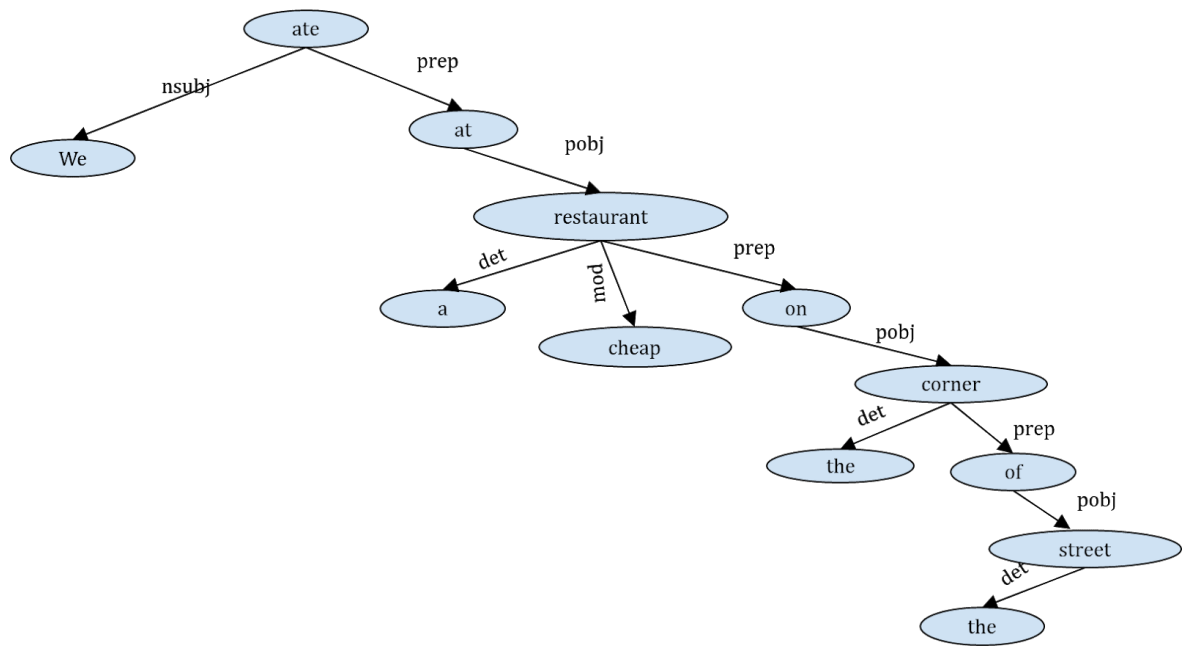 ate
prep
nsubj
at
We
pobj
restaurant
det
mod
prep
a
on
cheap
pobj
corner
det
prep
the
of
pobj
street
det
the